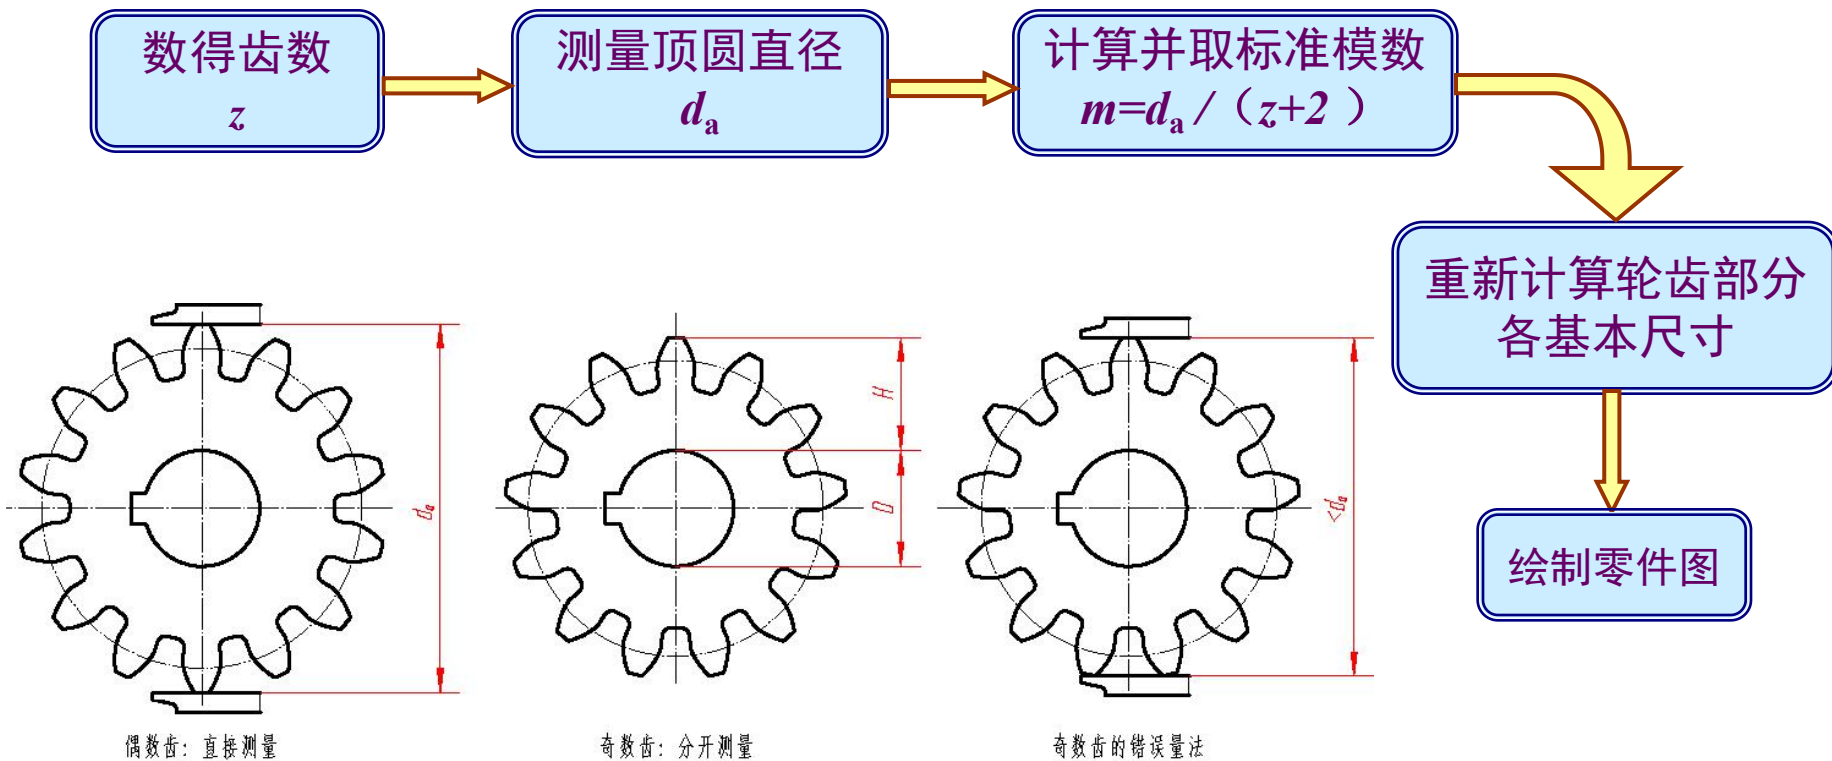 数得齿数
z
测量顶圆直径
da
计算并取标准模数
m=da /（z+2 ）
重新计算轮齿部分
各基本尺寸
绘制零件图
da
H
D
<da
偶数齿：直接测量
奇数齿：分开测量
奇数齿的错误量法